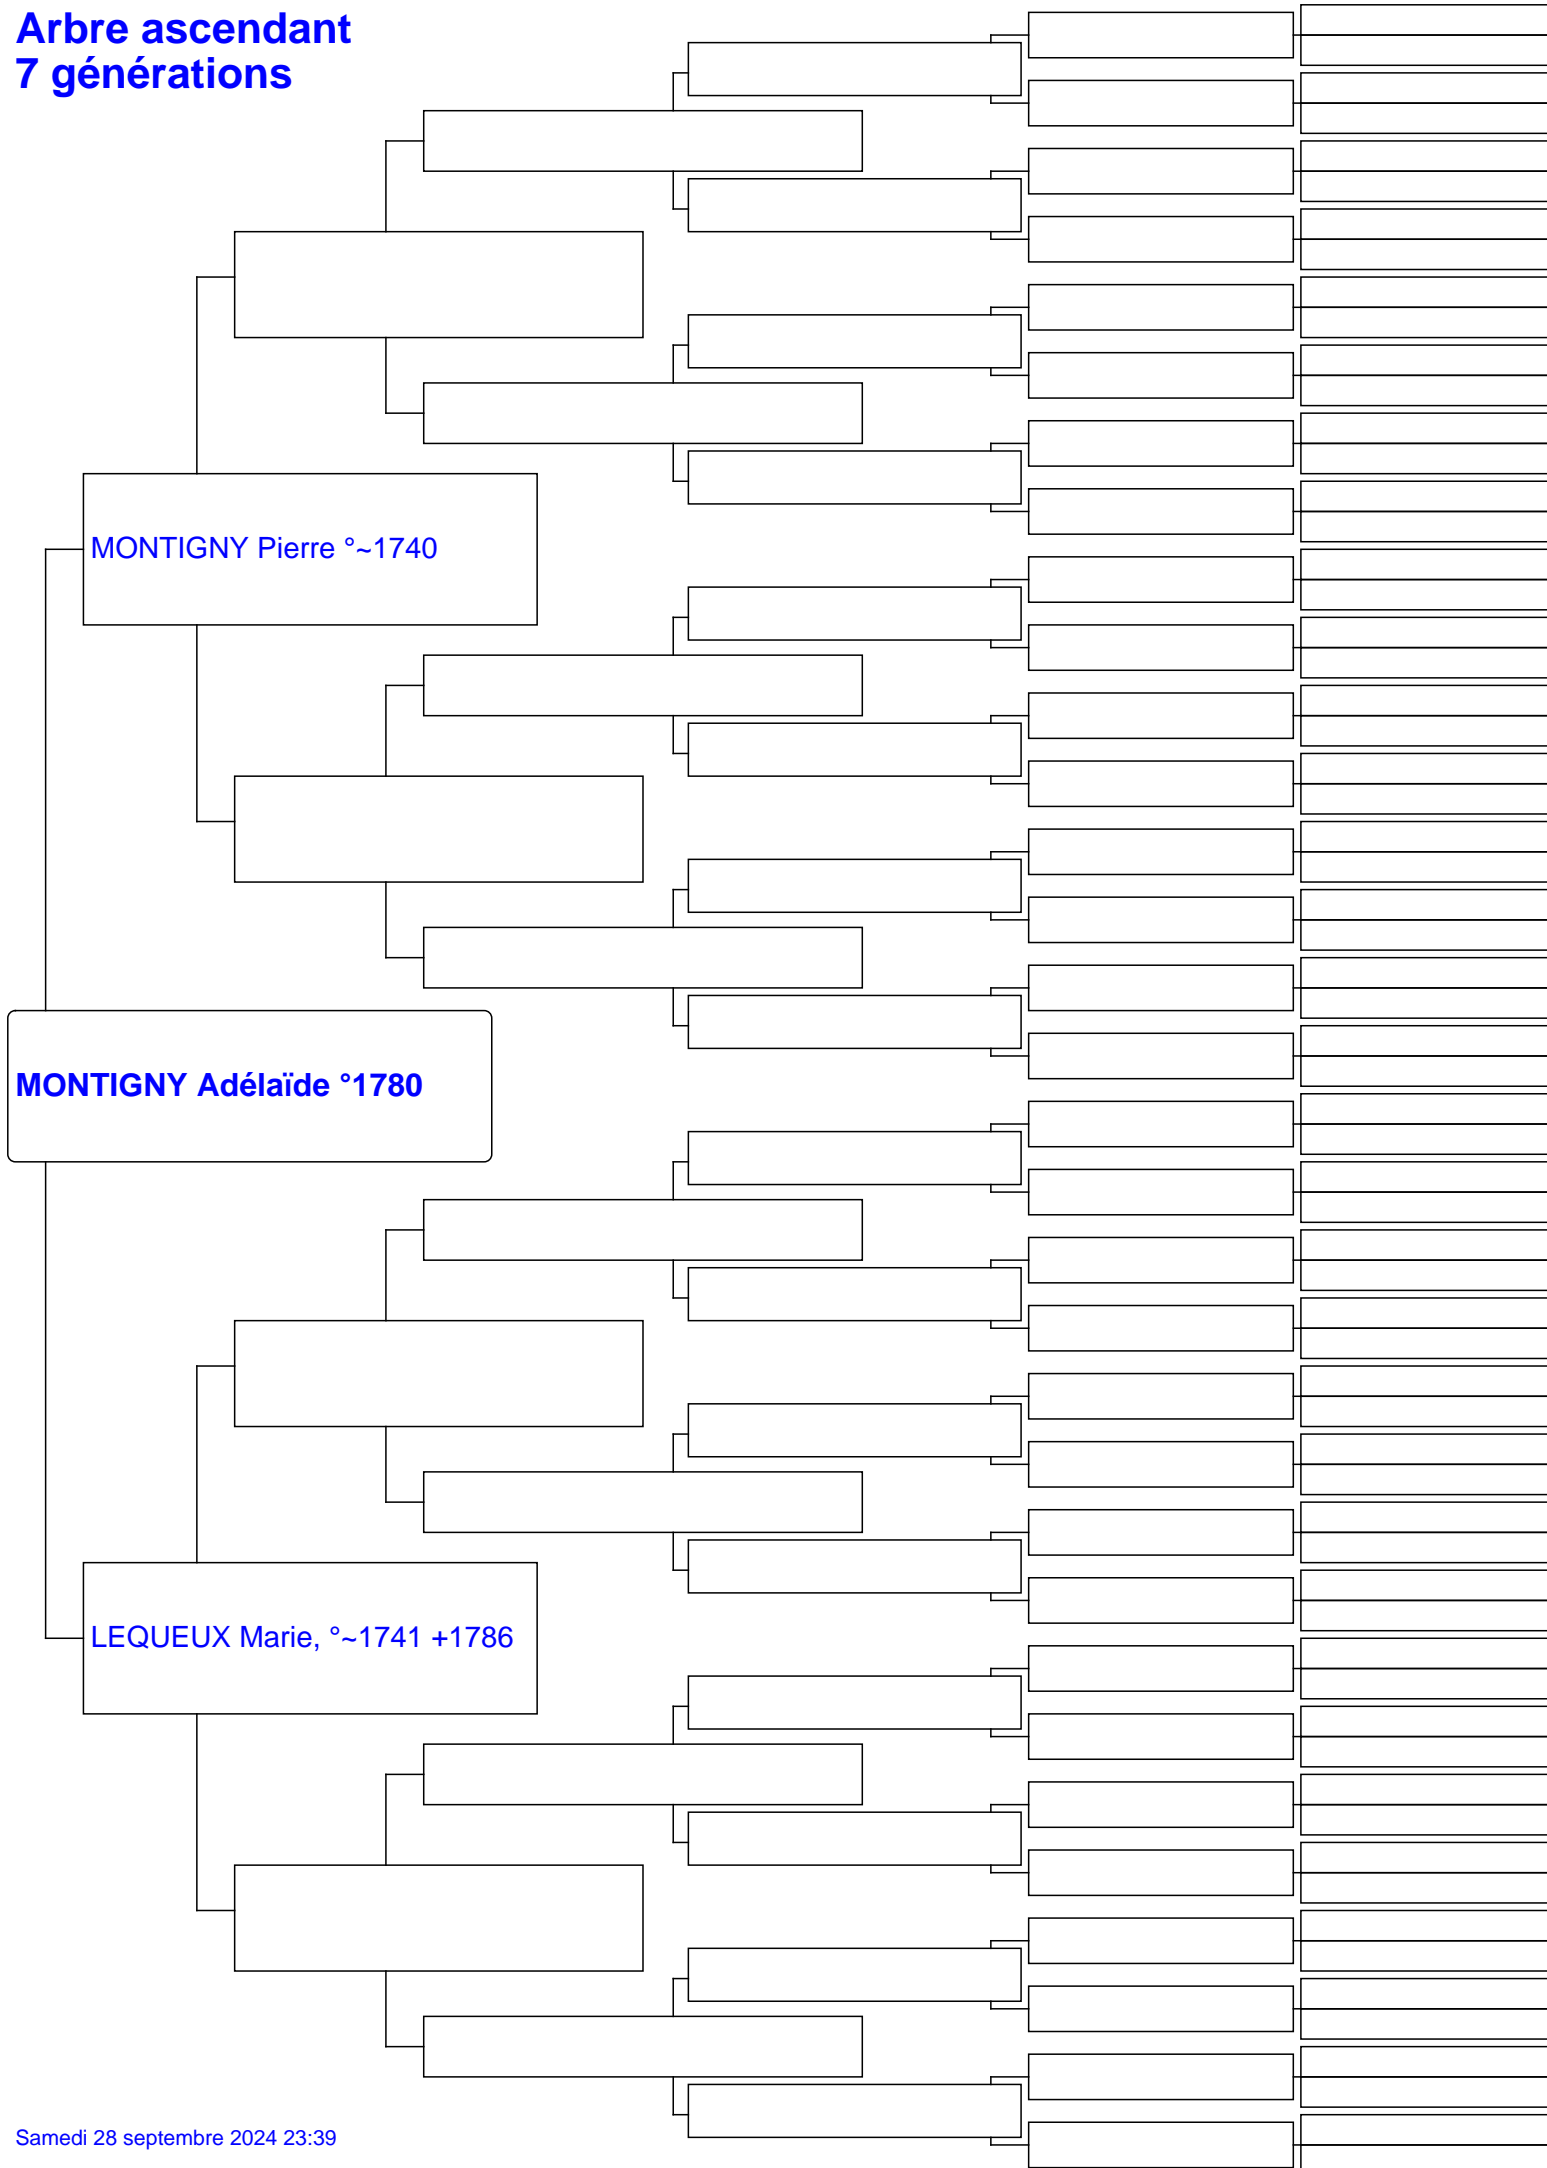 Arbre ascendant
7 générations
MONTIGNY Pierre °~1740
MONTIGNY Adélaïde °1780
LEQUEUX Marie, °~1741 +1786
Samedi 28 septembre 2024 23:39